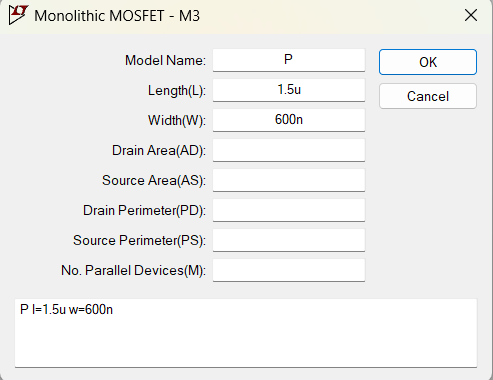 Monolithic MOSFET - M3
Model Name: P OK
Length(L): 1.5u Cancel
Width(W): 600n
Drain Area(AD):
Source Area(AS):
Drain Perimeter(PD):
Source Perimeter(PS):
No. Parallel Devices(M):
P l=1.5u w=600n